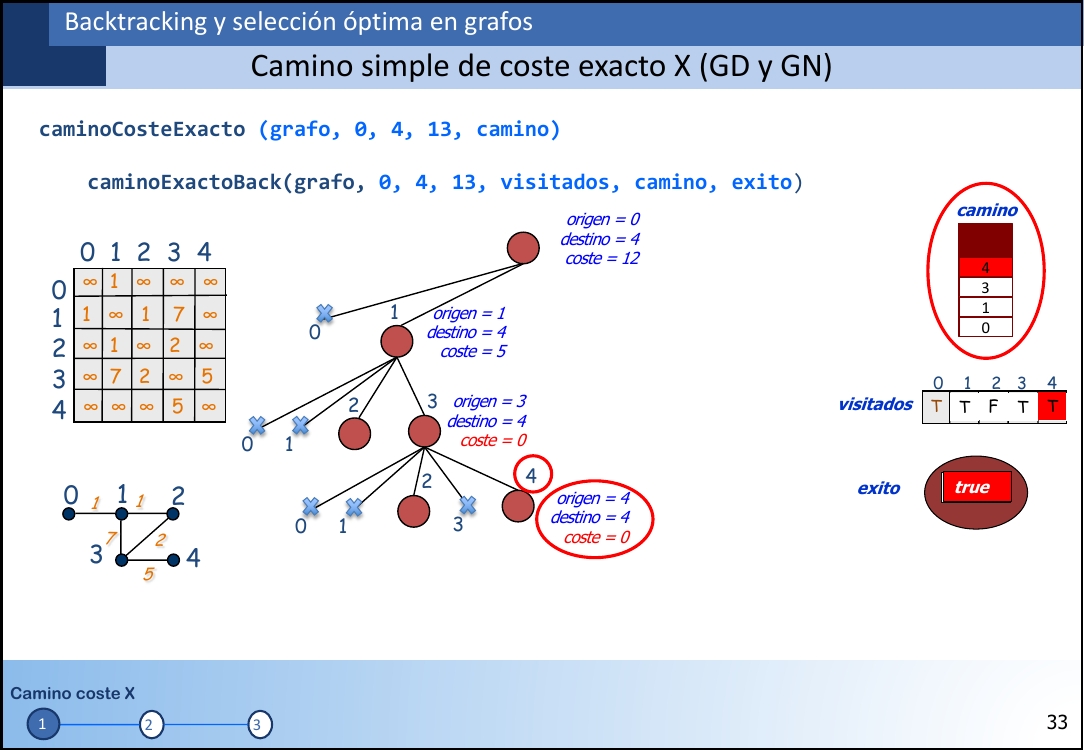 Backtracking y selección óptima en grafos
Camino simple de coste exacto X (GD y GN)
caminoCosteExacto (grafo, 0, 4, 13, camino)
caminoExactoBack(grafo, 0, 4, 13, visitados, camino, exito)
origen = 0
destino = 4
coste = 12
0 1 2 3 4
0 ∞ 1 ∞ ∞ ∞
1 1 ∞ 1 7 ∞
2 ∞ 1 ∞ 2 ∞
3 ∞ 7 2 ∞ 5
4 ∞ ∞ ∞ 5 ∞
0
1
origen = 1
destino = 4
coste = 5
0
1
2
3
origen = 3
destino = 4
coste = 0
0
1
2
3
4
origen = 4
destino = 4
coste = 0
camino
4
3
1
0
0 1 2 3 4
visitados T T F T T
exito true
0 1 1 1 2
7 2
3 4
5
Camino coste X
1 2 3
33